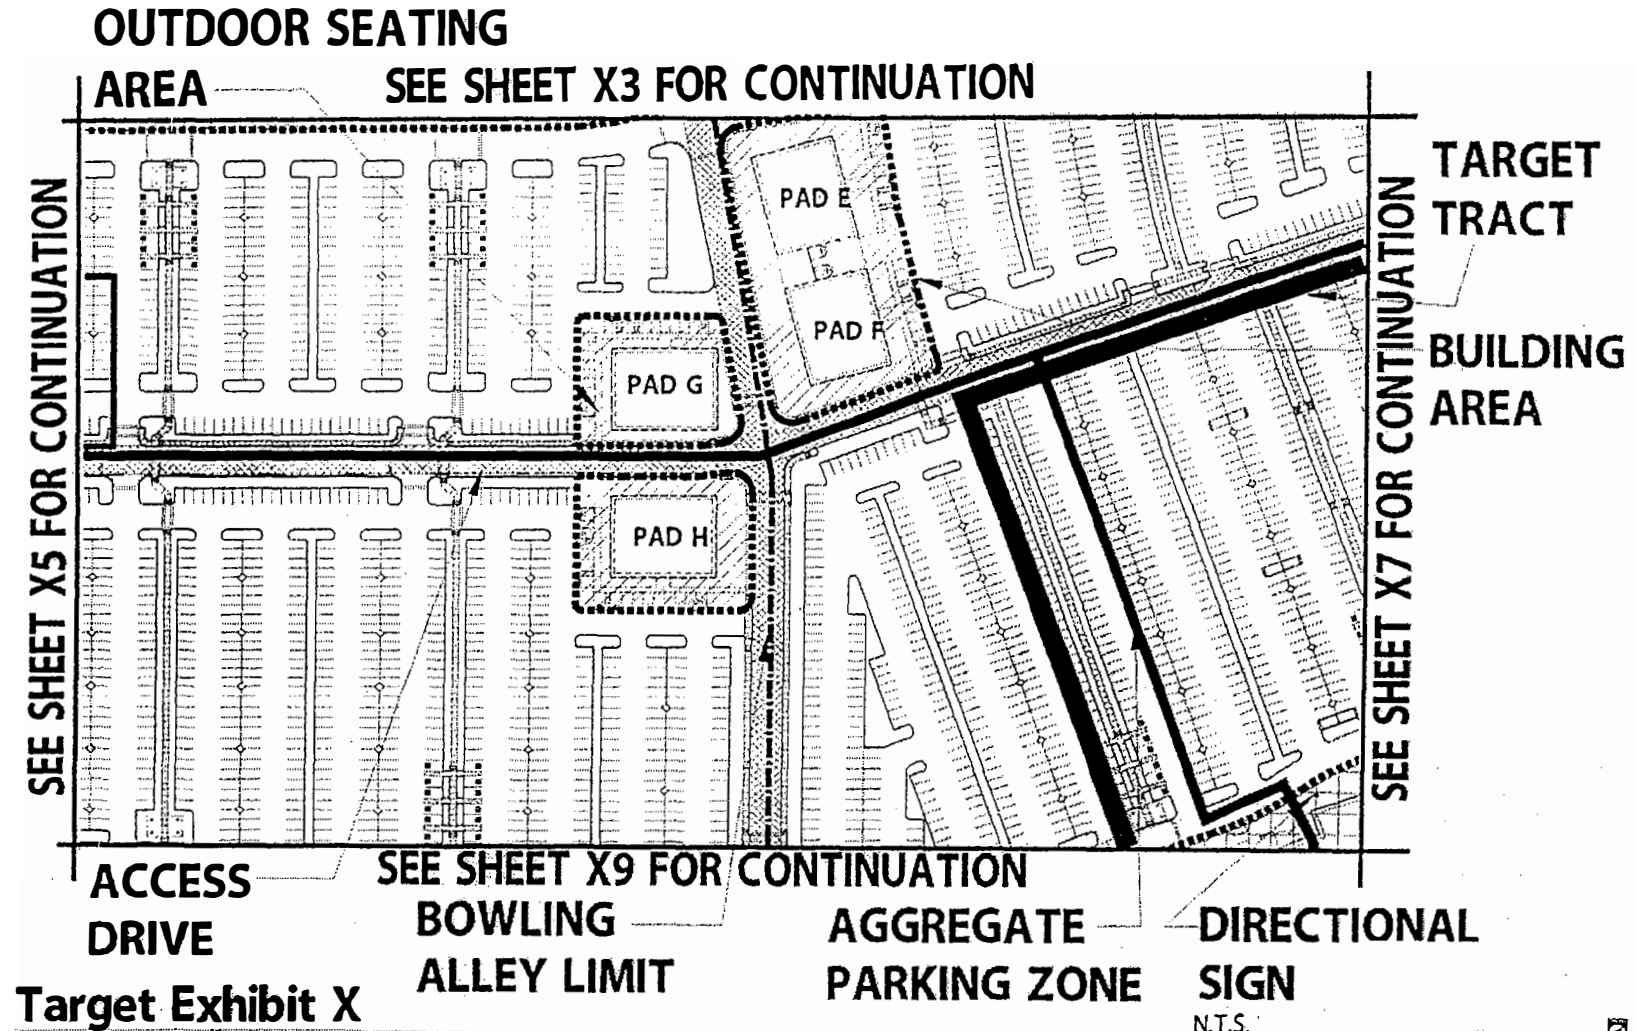 OUTDOOR SEATING
AREA
SEE SHEET X3 FOR CONTINUATION
SEE SHEET X5 FOR CONTINUATION
SEE SHEET X7 FOR CONTINUATION
TARGET
TRACT
BUILDING
AREA
PAD E
PAD F
PAD G
PAD H
SEE SHEET X9 FOR CONTINUATION
ACCESS
DRIVE
BOWLING
ALLEY LIMIT
AGGREGATE
PARKING ZONE
DIRECTIONAL
SIGN
Target Exhibit X
N.T.S.